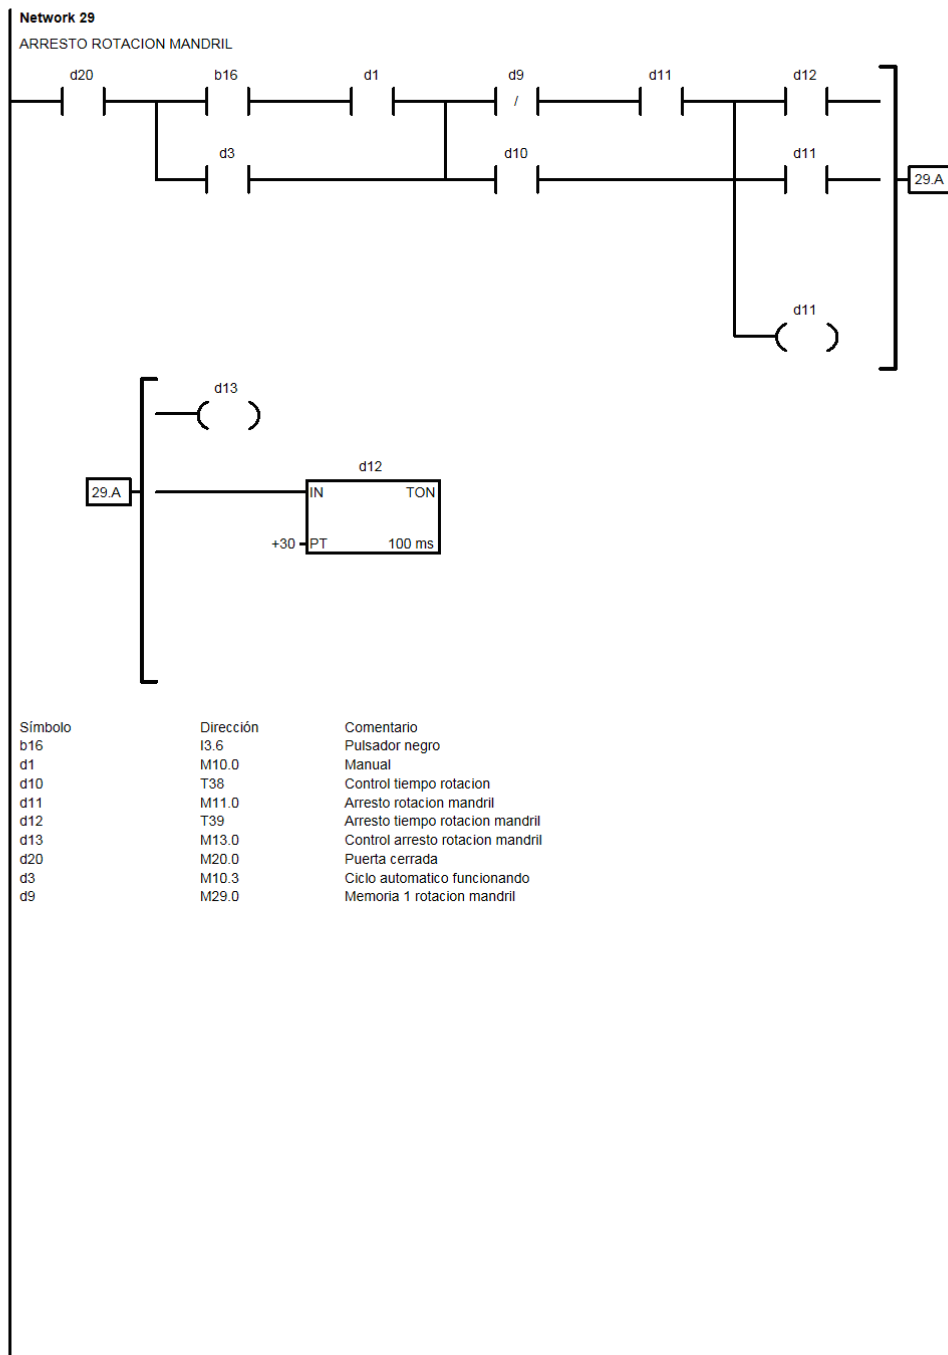 Network 29
ARRESTO ROTACION MANDRIL
d20 b16 d1 d9 d11 d12
/
d3 d10 d11
29.A
d11
d13
d12
29.A
IN TON
+30 PT 100 ms
Símbolo Dirección Comentario
b16 I3.6 Pulsador negro
d1 M10.0 Manual
d10 T38 Control tiempo rotacion
d11 M11.0 Arresto rotacion mandril
d12 T39 Arresto tiempo rotacion mandril
d13 M13.0 Control arresto rotacion mandril
d20 M20.0 Puerta cerrada
d3 M10.3 Ciclo automatico funcionando
d9 M29.0 Memoria 1 rotacion mandril